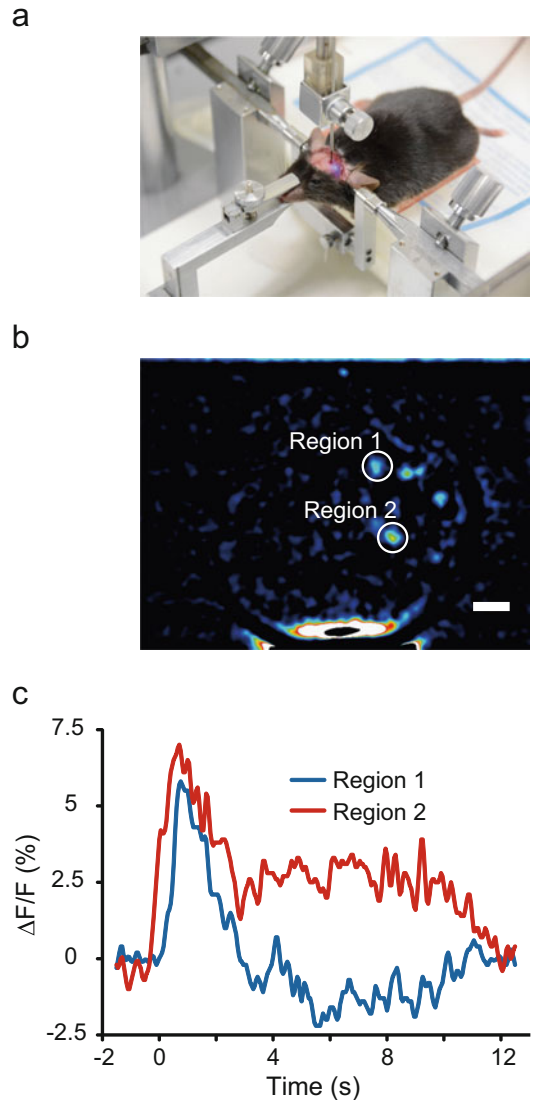 a
b
Region 1
Region 2
c
7.5
5
2.5
0
-2.5
ΔF/F (%)
Region 1
Region 2
-2 0 4 8 12
Time (s)